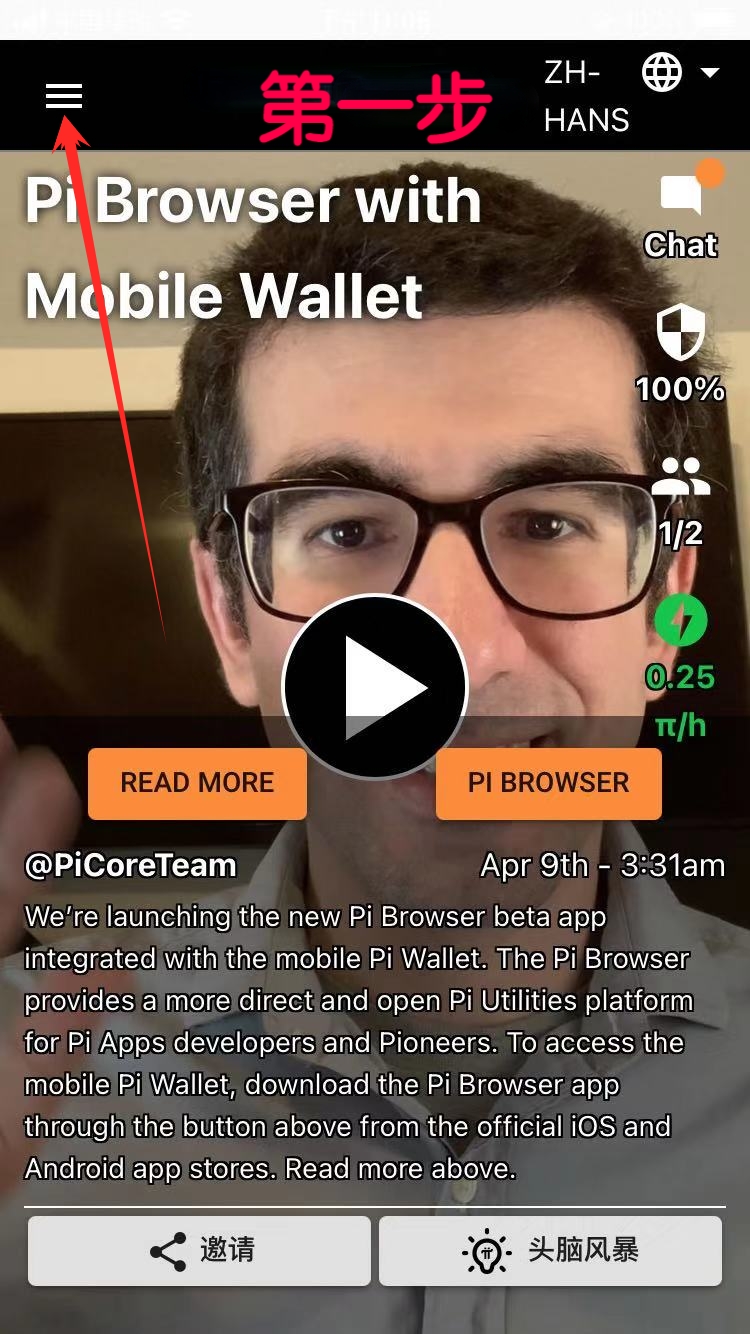 第一步
ZH-
HANS
Pi Browser with
Mobile Wallet
Chat
100%
1/2
0.25
π/h
READ MORE
PI BROWSER
@PiCoreTeam
Apr 9th - 3:31am
We're launching the new Pi Browser beta app
integrated with the mobile Pi Wallet. The Pi Browser
provides a more direct and open Pi Utilities platform
for Pi Apps developers and Pioneers. To access the
mobile Pi Wallet, download the Pi Browser app
through the button above from the official iOS and
Android app stores. Read more above.
邀请
头脑风暴